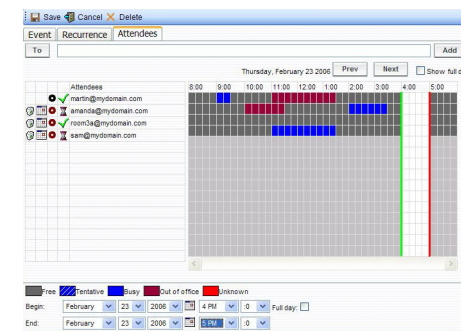 Save Cancel Delete
Event Recurrence Attendees
To Add
Thursday, February 23 2006 Prev Next Show full d
Attendees 8:00 9:00 10:00 11:00 12:00 1:00 2:00 3:00 4:00 5:00
martin@mydomain.com
amanda@mydomain.com
room3a@mydomain.com
sam@mydomain.com
Free Tentative Busy Out of office Unknown
Begin: February 23 2006 4 PM :0 Full day:
End: February 23 2006 5 PM :0